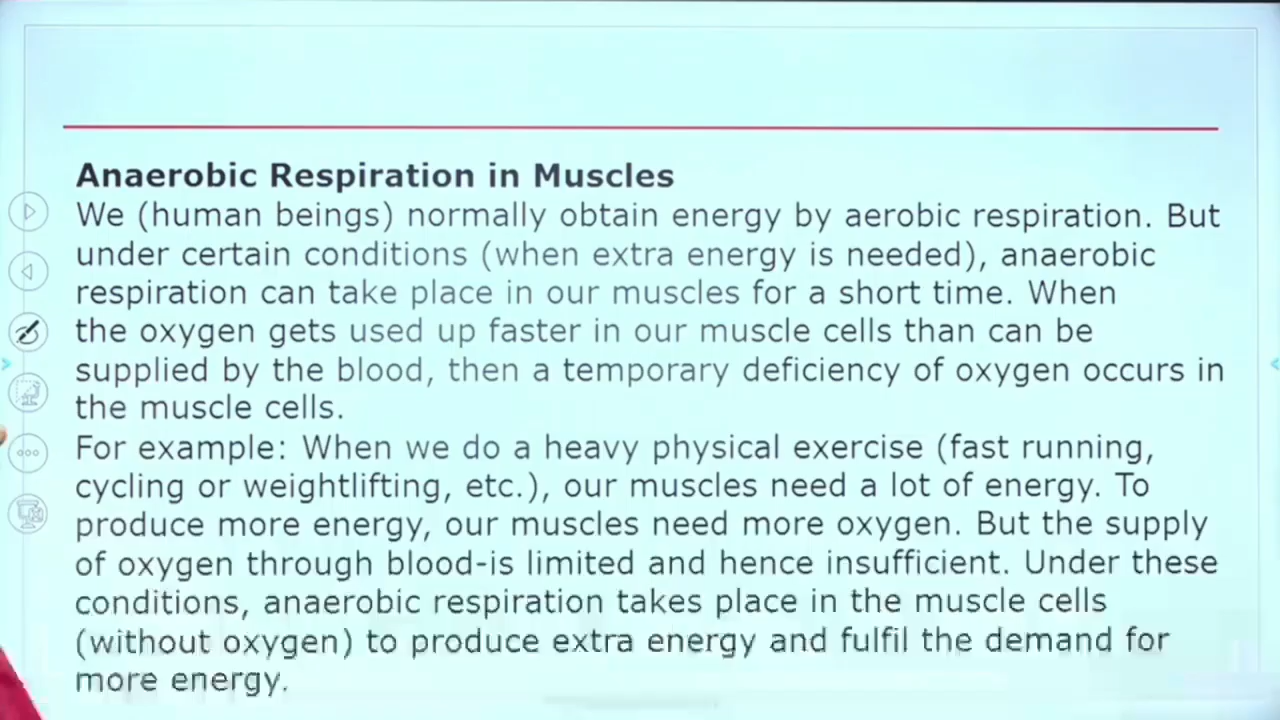 Anaerobic Respiration in Muscles
We (human beings) normally obtain energy by aerobic respiration. But
under certain conditions (when extra energy is needed), anaerobic
respiration can take place in our muscles for a short time. When
the oxygen gets used up faster in our muscle cells than can be
supplied by the blood, then a temporary deficiency of oxygen occurs in
the muscle cells.
For example: When we do a heavy physical exercise (fast running,
cycling or weightlifting, etc.), our muscles need a lot of energy. To
produce more energy, our muscles need more oxygen. But the supply
of oxygen through blood-is limited and hence insufficient. Under these
conditions, anaerobic respiration takes place in the muscle cells
(without oxygen) to produce extra energy and fulfil the demand for
more energy.